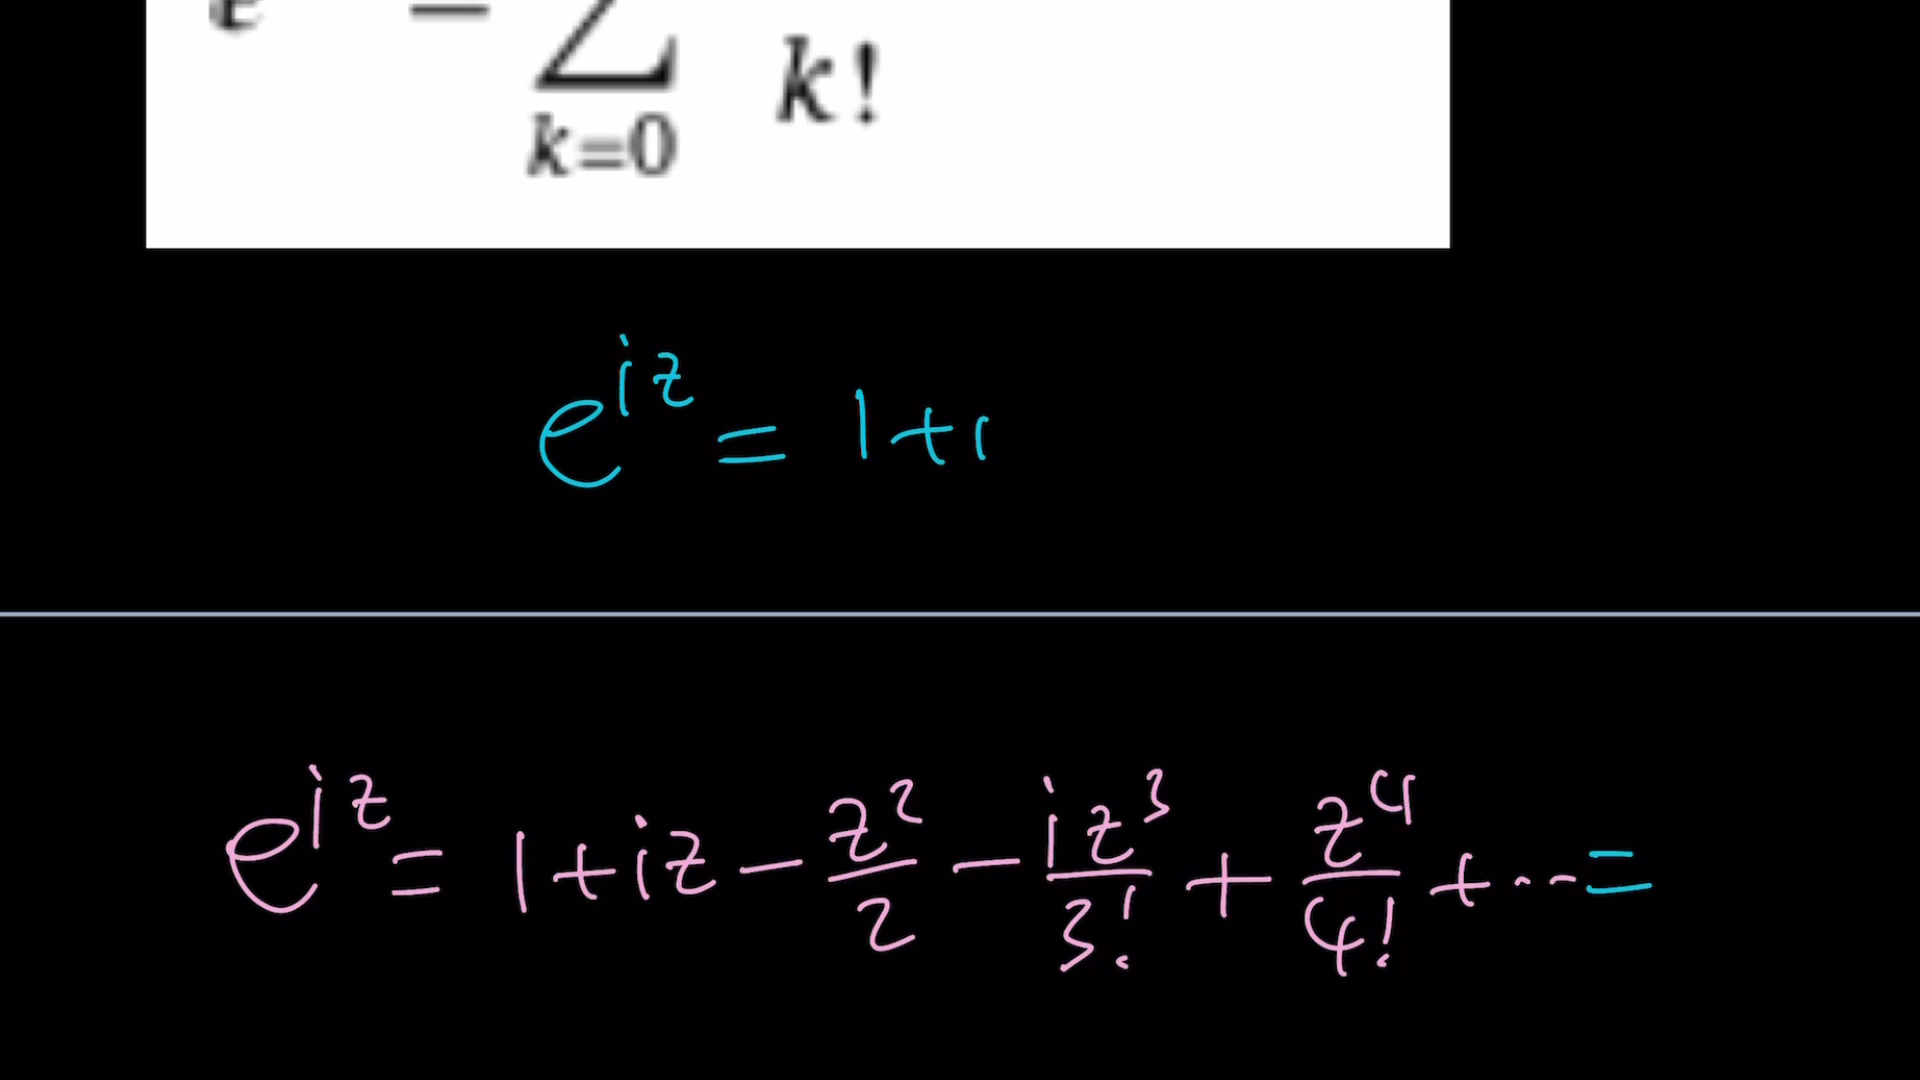 e = ∑ k!
k=0
e^{iz} = 1+i
e^{iz} = 1+iz - z²/2 - iz³/3! + z⁴/4! + ... =